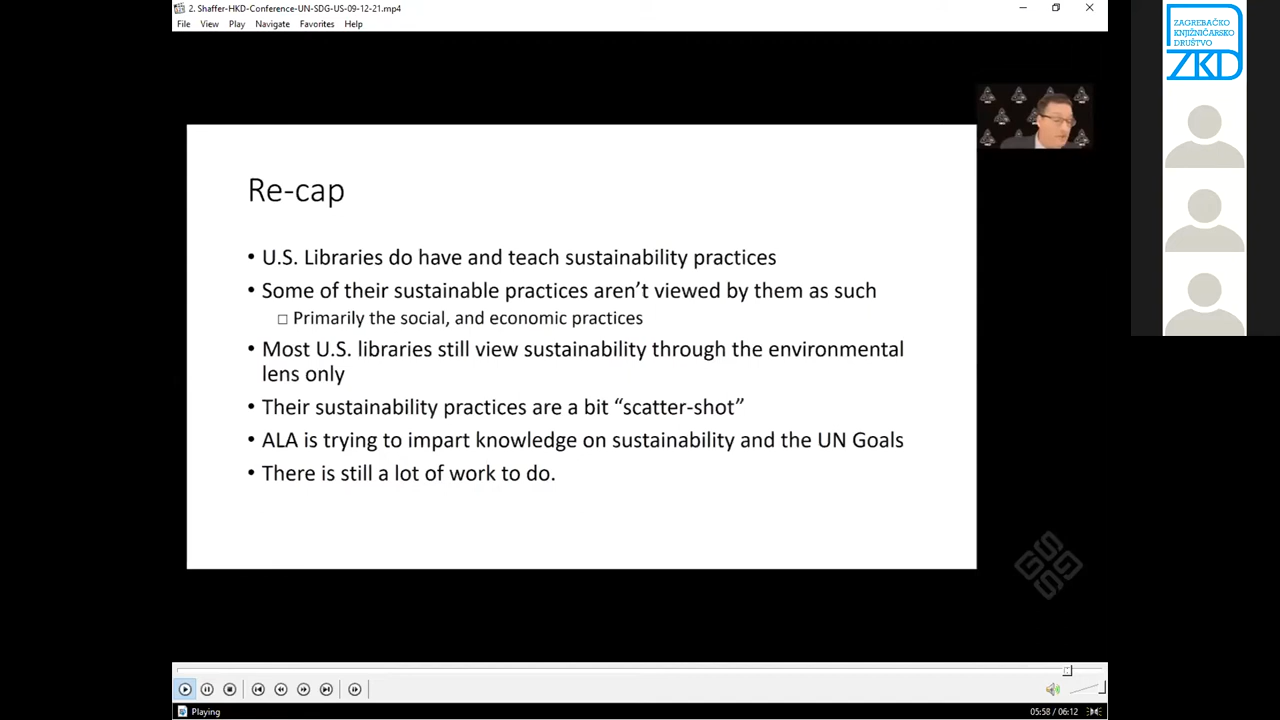 2. Shaffer-HKD-Conference-UN-SDG-US-09-12-21.mp4
File View Play Navigate Favorites Help
ZAGREBAČKO
KNJIŽNIČARSKO
DRUŠTVO
ZKD
Re-cap
• U.S. Libraries do have and teach sustainability practices
• Some of their sustainable practices aren’t viewed by them as such
□ Primarily the social, and economic practices
• Most U.S. libraries still view sustainability through the environmental
lens only
• Their sustainability practices are a bit “scatter-shot”
• ALA is trying to impart knowledge on sustainability and the UN Goals
• There is still a lot of work to do.
Playing
05:58 / 06:12